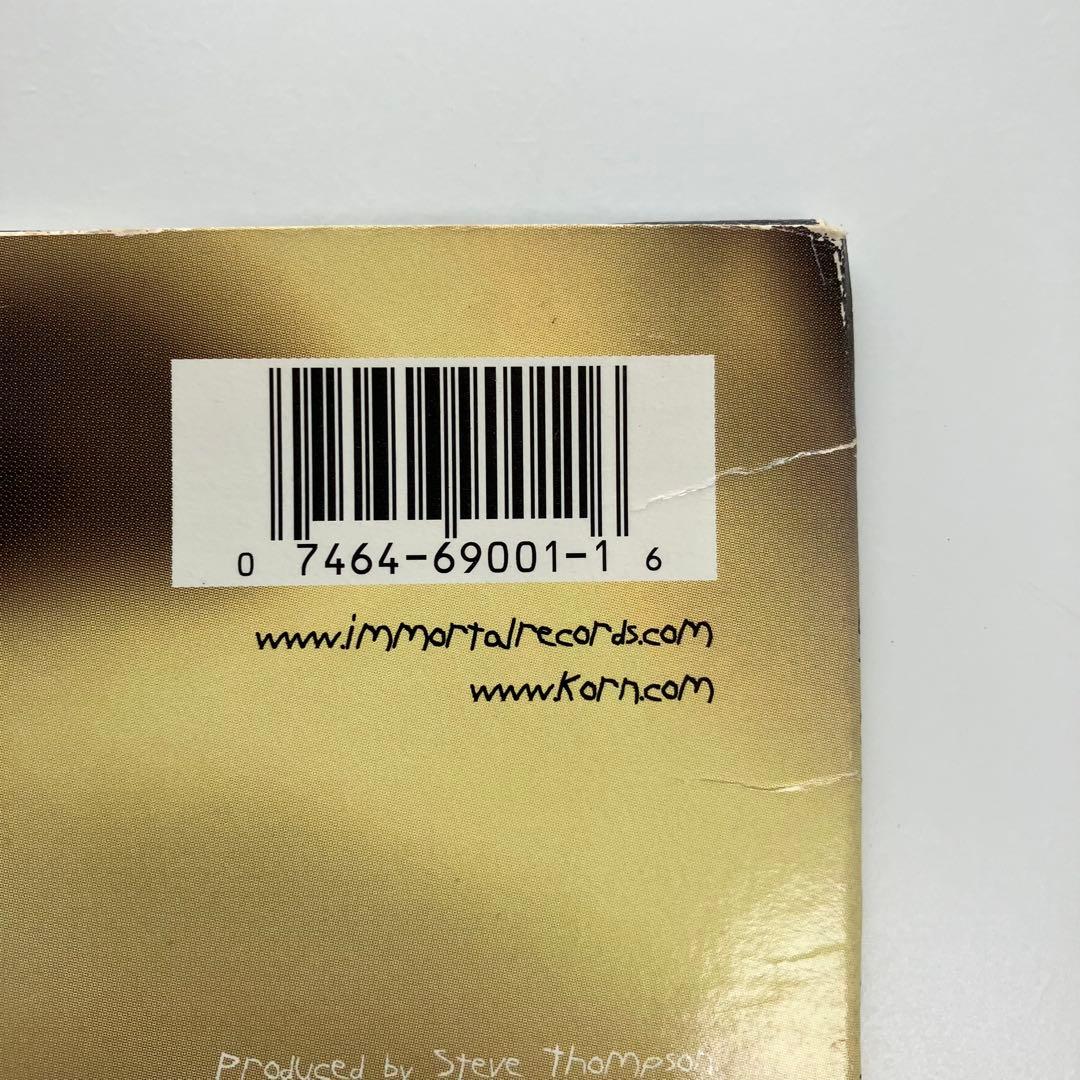 0 7464-69001-1 6
www.immortalrecords.com
www.korn.com
Produced by Steve Thompson